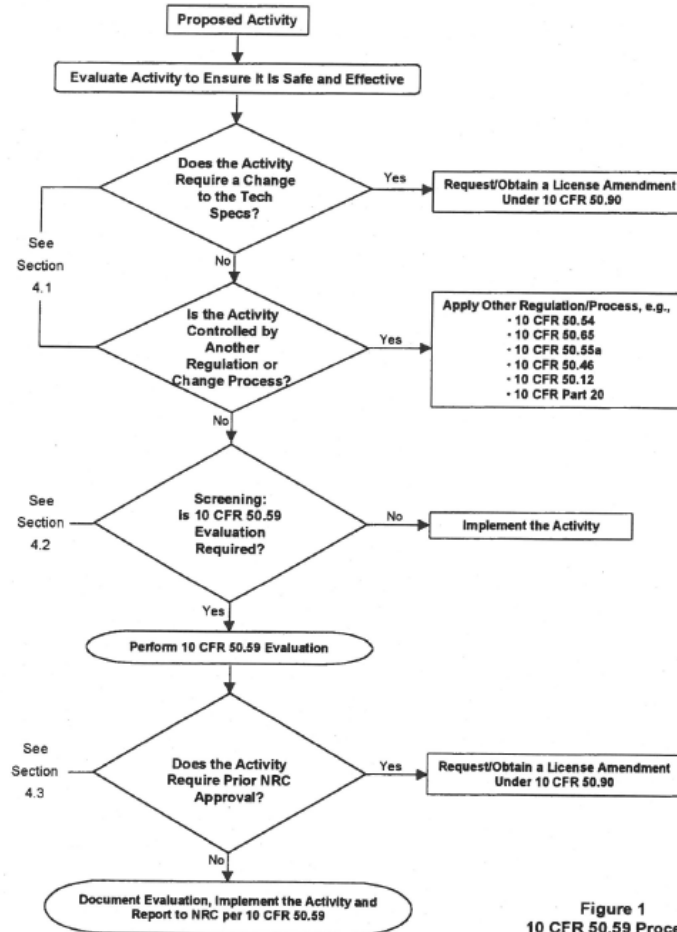 Proposed Activity
Evaluate Activity to Ensure It Is Safe and Effective
Does the Activity
Require a Change
to the Tech
Specs?
Yes
Request/Obtain a License Amendment
Under 10 CFR 50.90
See
Section
4.1
No
Is the Activity
Controlled by
Another
Regulation or
Change Process?
Yes
Apply Other Regulation/Process, e.g.,
· 10 CFR 50.54
· 10 CFR 50.65
· 10 CFR 50.55a
· 10 CFR 50.46
· 10 CFR 50.12
· 10 CFR Part 20
No
See
Section
4.2
Screening:
Is 10 CFR 50.59
Evaluation
Required?
No
Implement the Activity
Yes
Perform 10 CFR 50.59 Evaluation
See
Section
4.3
Does the Activity
Require Prior NRC
Approval?
Yes
Request/Obtain a License Amendment
Under 10 CFR 50.90
No
Document Evaluation, Implement the Activity and
Report to NRC per 10 CFR 50.59
Figure 1
10 CFR 50.59 Proce